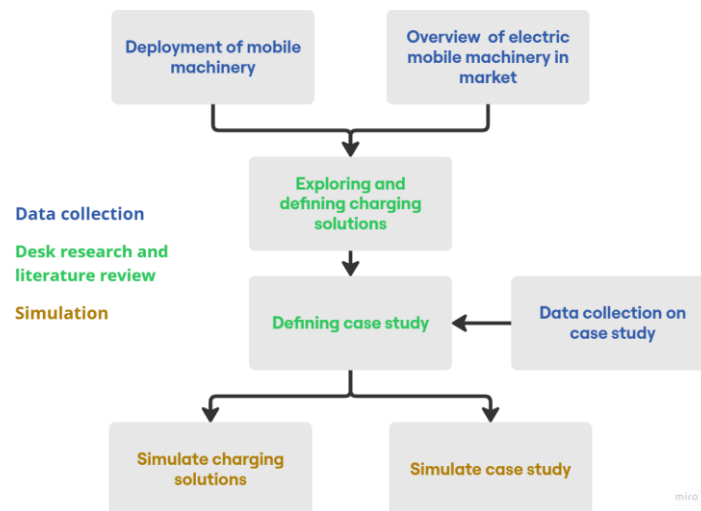 Deployment of mobile
machinery
Overview of electric
mobile machinery in
market
Exploring and
defining charging
solutions
Data collection
Desk research and
literature review
Simulation
Defining case study
Data collection on
case study
Simulate charging
solutions
Simulate case study
miro